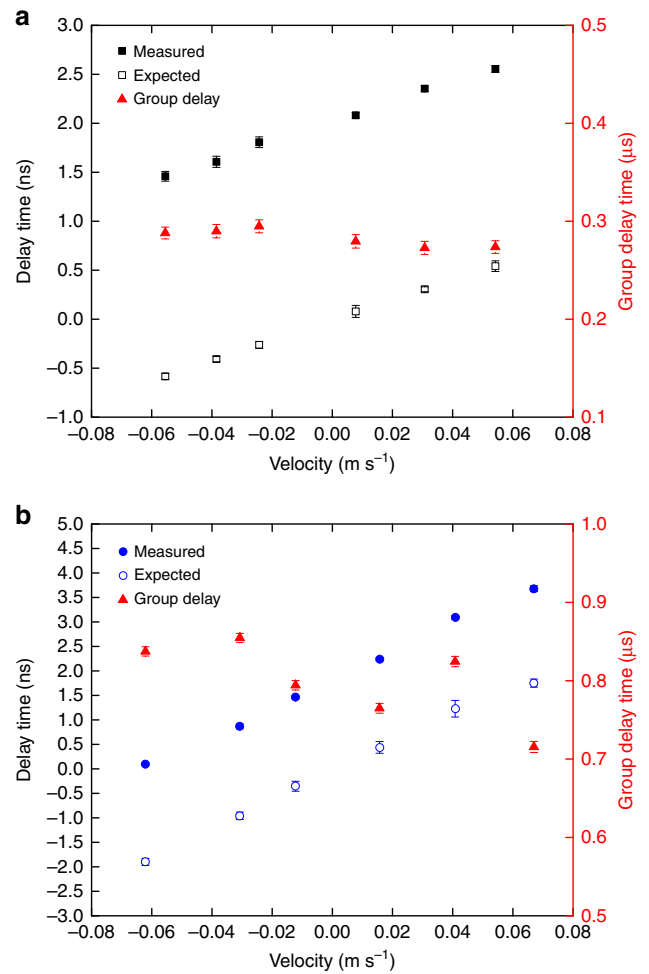 a
3.0
2.5
2.0
1.5
1.0
0.5
0.0
–0.5
–1.0
Delay time (ns)
Measured
Expected
Group delay
0.5
0.4
0.3
0.2
0.1
Group delay time (μs)
–0.08 –0.06 –0.04 –0.02 0.00 0.02 0.04 0.06 0.08
Velocity (m s⁻¹)
b
5.0
4.5
4.0
3.5
3.0
2.5
2.0
1.5
1.0
0.5
0.0
–0.5
–1.0
–1.5
–2.0
–2.5
–3.0
Delay time (ns)
Measured
Expected
Group delay
1.0
0.9
0.8
0.7
0.6
0.5
Group delay time (μs)
–0.08 –0.06 –0.04 –0.02 0.00 0.02 0.04 0.06 0.08
Velocity (m s⁻¹)